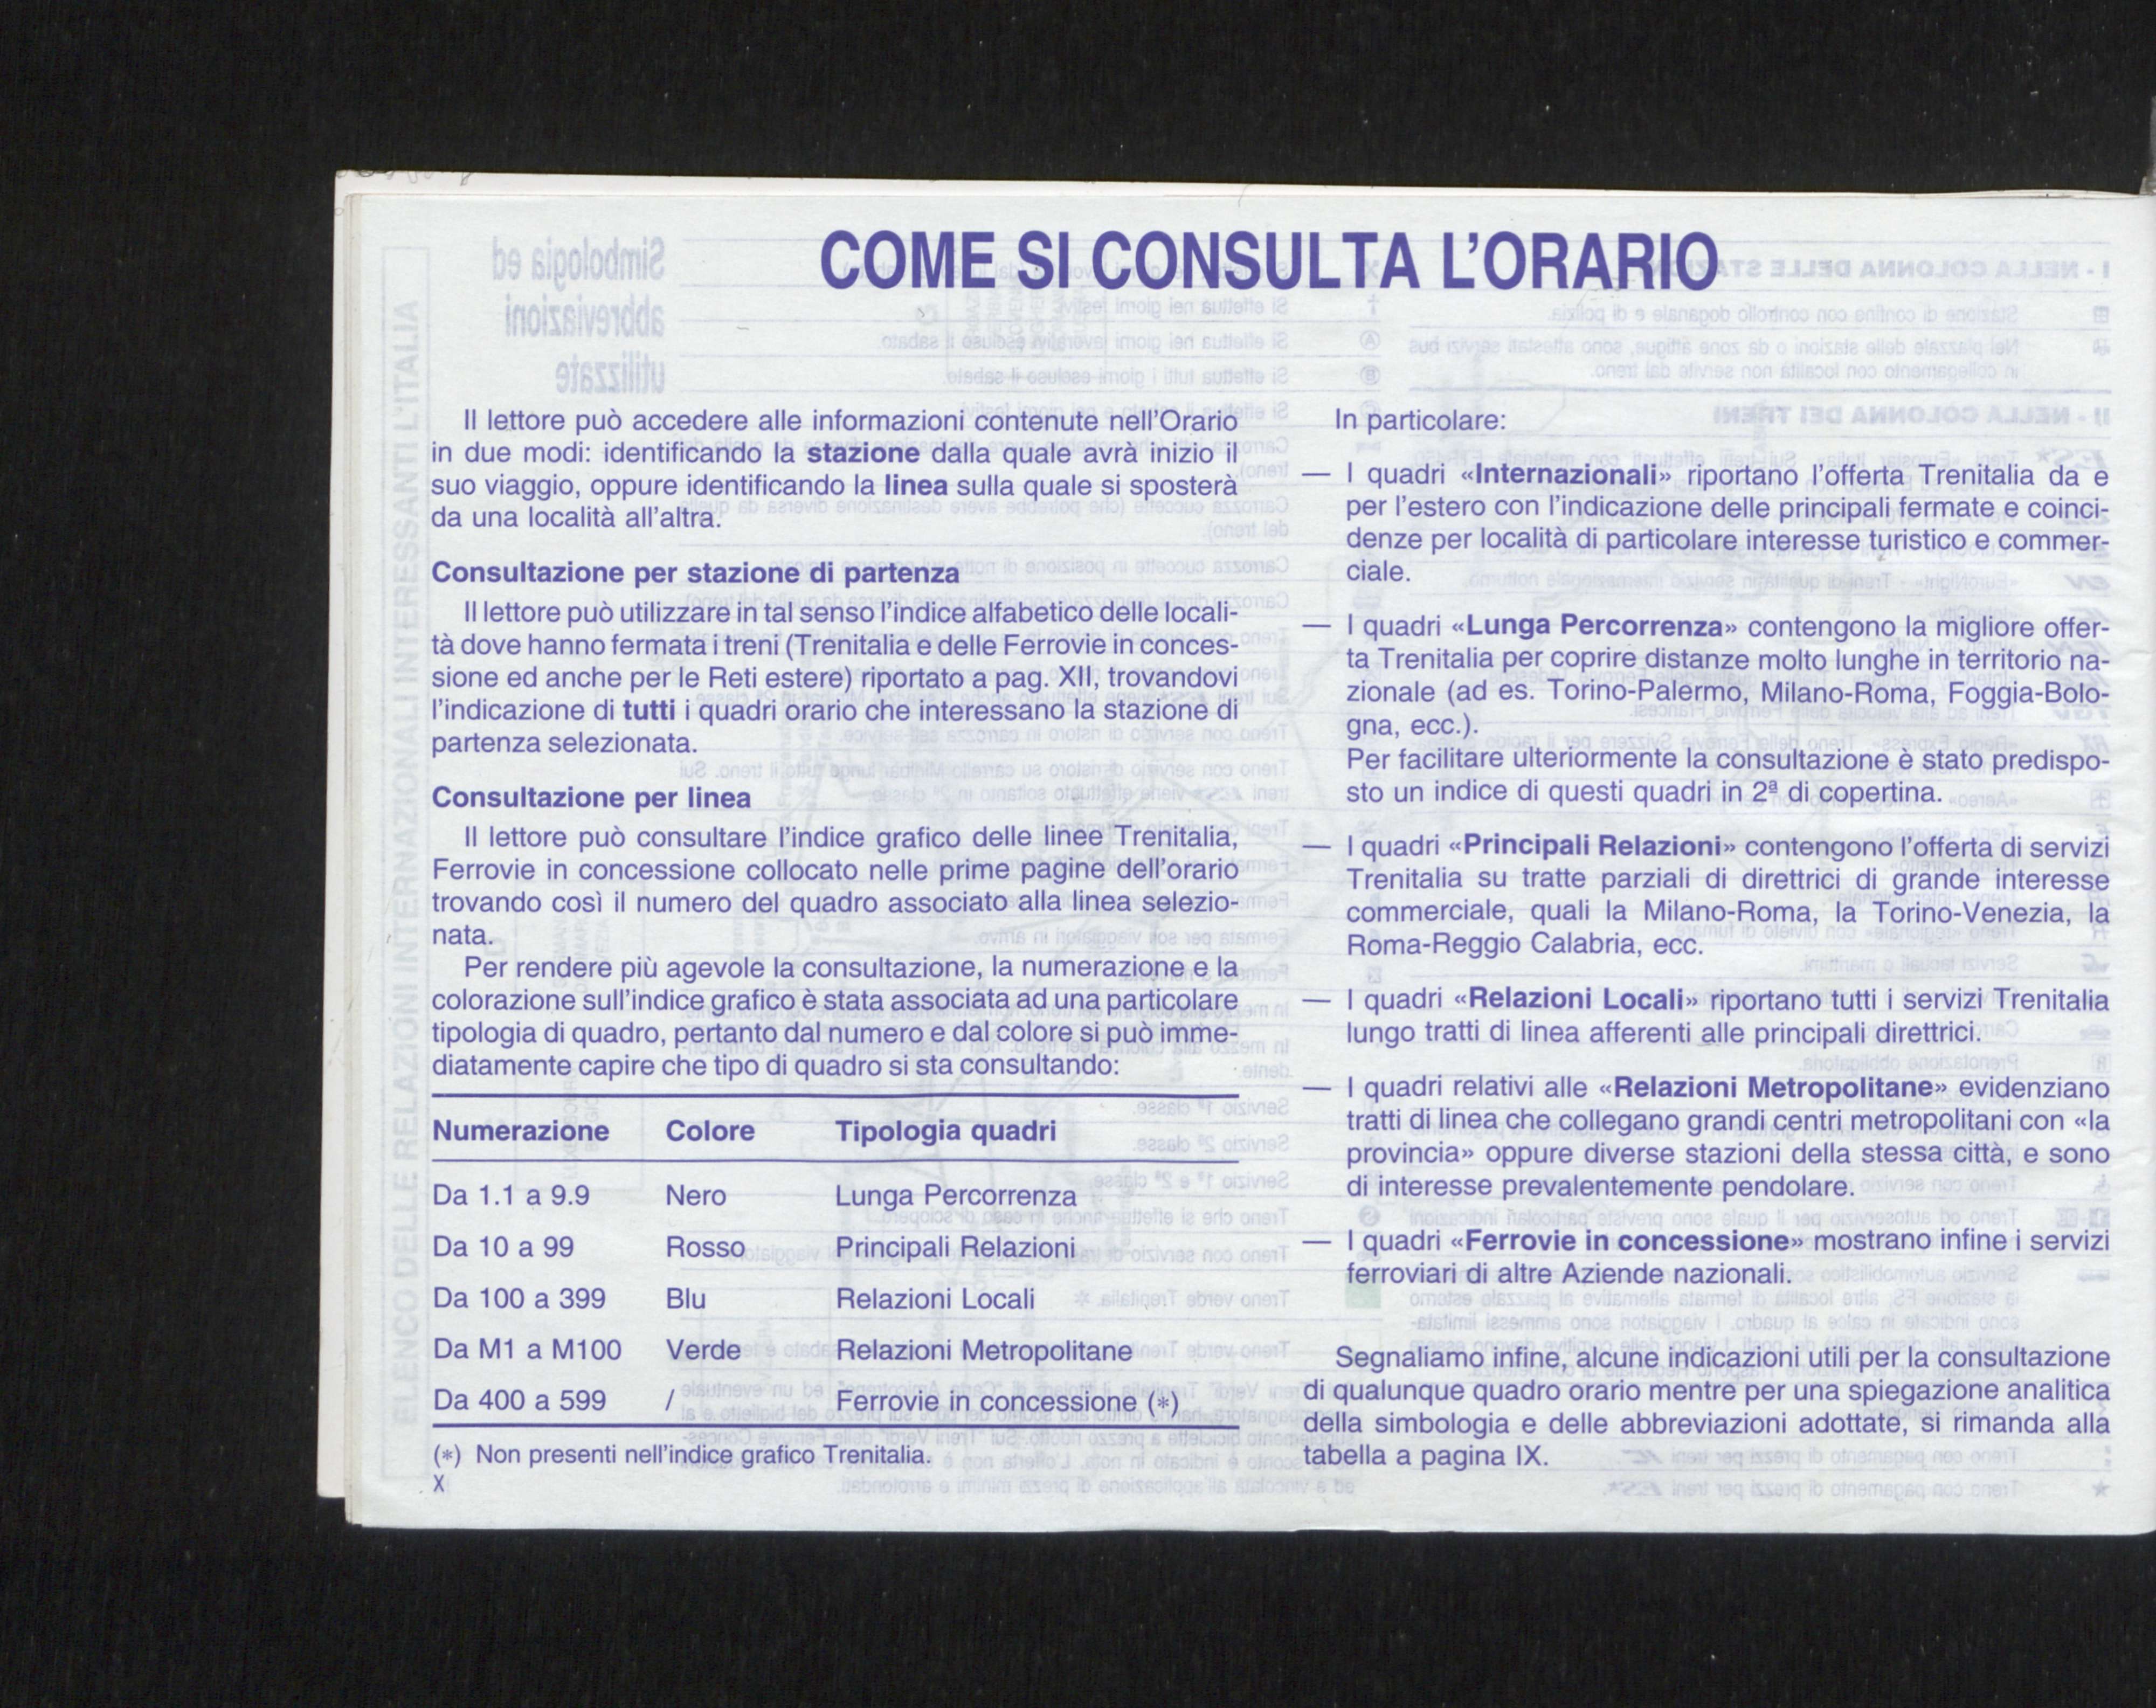 COME SI CONSULTA L'ORARIO
Il lettore può accedere alle informazioni contenute nell'Orario
in due modi: identificando la stazione dalla quale avrà inizio il
suo viaggio, oppure identificando la linea sulla quale si sposterà
da una località all'altra.
Consultazione per stazione di partenza
Il lettore può utilizzare in tal senso l'indice alfabetico delle locali-
tà dove hanno fermata i treni (Trenitalia e delle Ferrovie in conces-
sione ed anche per le Reti estere) riportato a pag. XII, trovandovi
l'indicazione di tutti i quadri orario che interessano la stazione di
partenza selezionata.
Consultazione per linea
Il lettore può consultare l'indice grafico delle linee Trenitalia,
Ferrovie in concessione collocato nelle prime pagine dell'orario
trovando così il numero del quadro associato alla linea selezio-
nata.
Per rendere più agevole la consultazione, la numerazione e la
colorazione sull'indice grafico è stata associata ad una particolare
tipologia di quadro, pertanto dal numero e dal colore si può imme-
diatamente capire che tipo di quadro si sta consultando:
Numerazione Colore Tipologia quadri
Da 1.1 a 9.9 Nero Lunga Percorrenza
Da 10 a 99 Rosso Principali Relazioni
Da 100 a 399 Blu Relazioni Locali
Da M1 a M100 Verde Relazioni Metropolitane
Da 400 a 599 / Ferrovie in concessione (*)
(*) Non presenti nell'indice grafico Trenitalia.
X
In particolare:
— I quadri «Internazionali» riportano l'offerta Trenitalia da e
per l'estero con l'indicazione delle principali fermate e coinci-
denze per località di particolare interesse turistico e commer-
ciale.
— I quadri «Lunga Percorrenza» contengono la migliore offer-
ta Trenitalia per coprire distanze molto lunghe in territorio na-
zionale (ad es. Torino-Palermo, Milano-Roma, Foggia-Bolo-
gna, ecc.).
Per facilitare ulteriormente la consultazione è stato predispo-
sto un indice di questi quadri in 2ª di copertina.
— I quadri «Principali Relazioni» contengono l'offerta di servizi
Trenitalia su tratte parziali di direttrici di grande interesse
commerciale, quali la Milano-Roma, la Torino-Venezia, la
Roma-Reggio Calabria, ecc.
— I quadri «Relazioni Locali» riportano tutti i servizi Trenitalia
lungo tratti di linea afferenti alle principali direttrici.
— I quadri relativi alle «Relazioni Metropolitane» evidenziano
tratti di linea che collegano grandi centri metropolitani con «la
provincia» oppure diverse stazioni della stessa città, e sono
di interesse prevalentemente pendolare.
— I quadri «Ferrovie in concessione» mostrano infine i servizi
ferroviari di altre Aziende nazionali.
Segnaliamo infine, alcune indicazioni utili per la consultazione
di qualunque quadro orario mentre per una spiegazione analitica
della simbologia e delle abbreviazioni adottate, si rimanda alla
tabella a pagina IX.